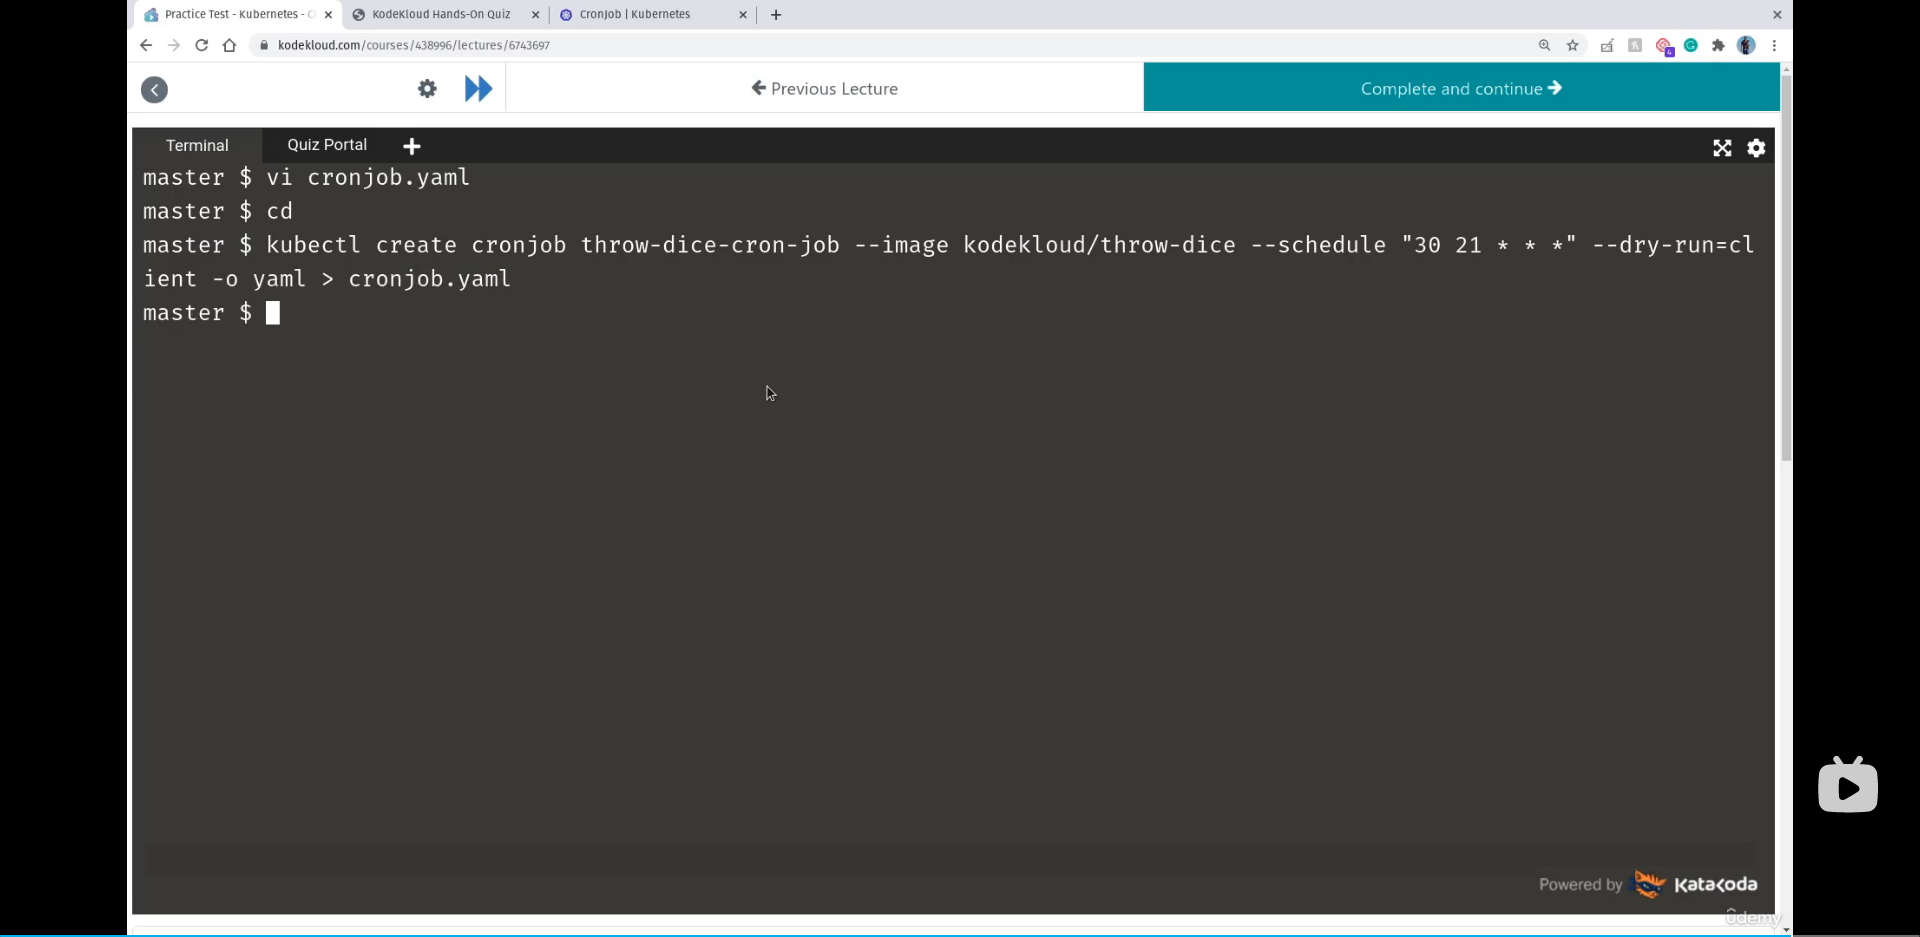 Practice Test - Kubernetes - C
KodeKloud Hands-On Quiz
CronJob | Kubernetes
kodekloud.com/courses/438996/lectures/6743697
Previous Lecture
Complete and continue
Terminal
Quiz Portal
master $ vi cronjob.yaml
master $ cd
master $ kubectl create cronjob throw-dice-cron-job --image kodekloud/throw-dice --schedule "30 21 * * *" --dry-run=cl
ient -o yaml > cronjob.yaml
master $
Powered by Katacoda
Udemy